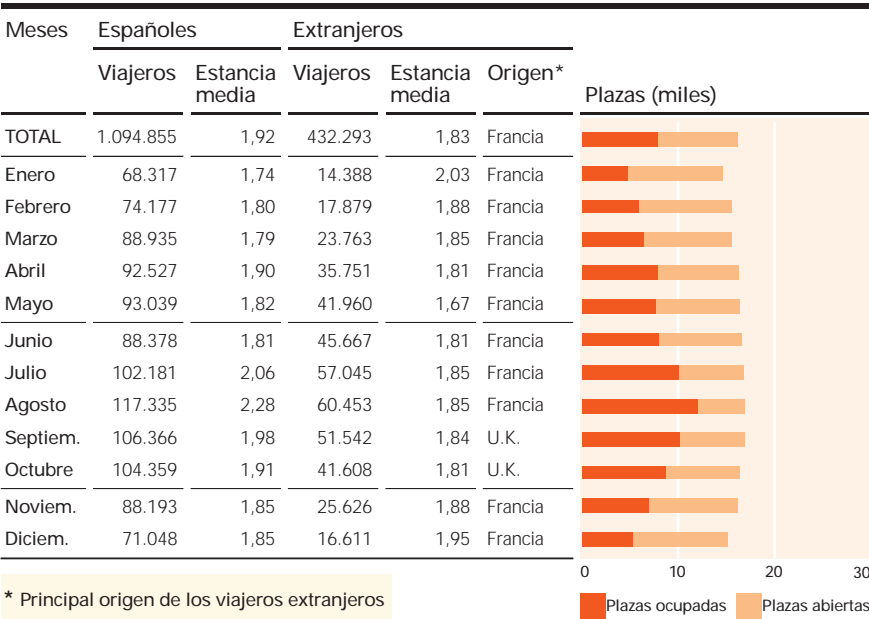 Meses Españoles Extranjeros
Viajeros Estancia media Viajeros Estancia media Origen* Plazas (miles)
TOTAL 1.094.855 1,92 432.293 1,83 Francia
Enero 68.317 1,74 14.388 2,03 Francia
Febrero 74.177 1,80 17.879 1,88 Francia
Marzo 88.935 1,79 23.763 1,85 Francia
Abril 92.527 1,90 35.751 1,81 Francia
Mayo 93.039 1,82 41.960 1,67 Francia
Junio 88.378 1,81 45.667 1,81 Francia
Julio 102.181 2,06 57.045 1,85 Francia
Agosto 117.335 2,28 60.453 1,85 Francia
Septiem. 106.366 1,98 51.542 1,84 U.K.
Octubre 104.359 1,91 41.608 1,81 U.K.
Noviem. 88.193 1,85 25.626 1,88 Francia
Diciem. 71.048 1,85 16.611 1,95 Francia
0 10 20 30
* Principal origen de los viajeros extranjeros
Plazas ocupadas Plazas abiertas